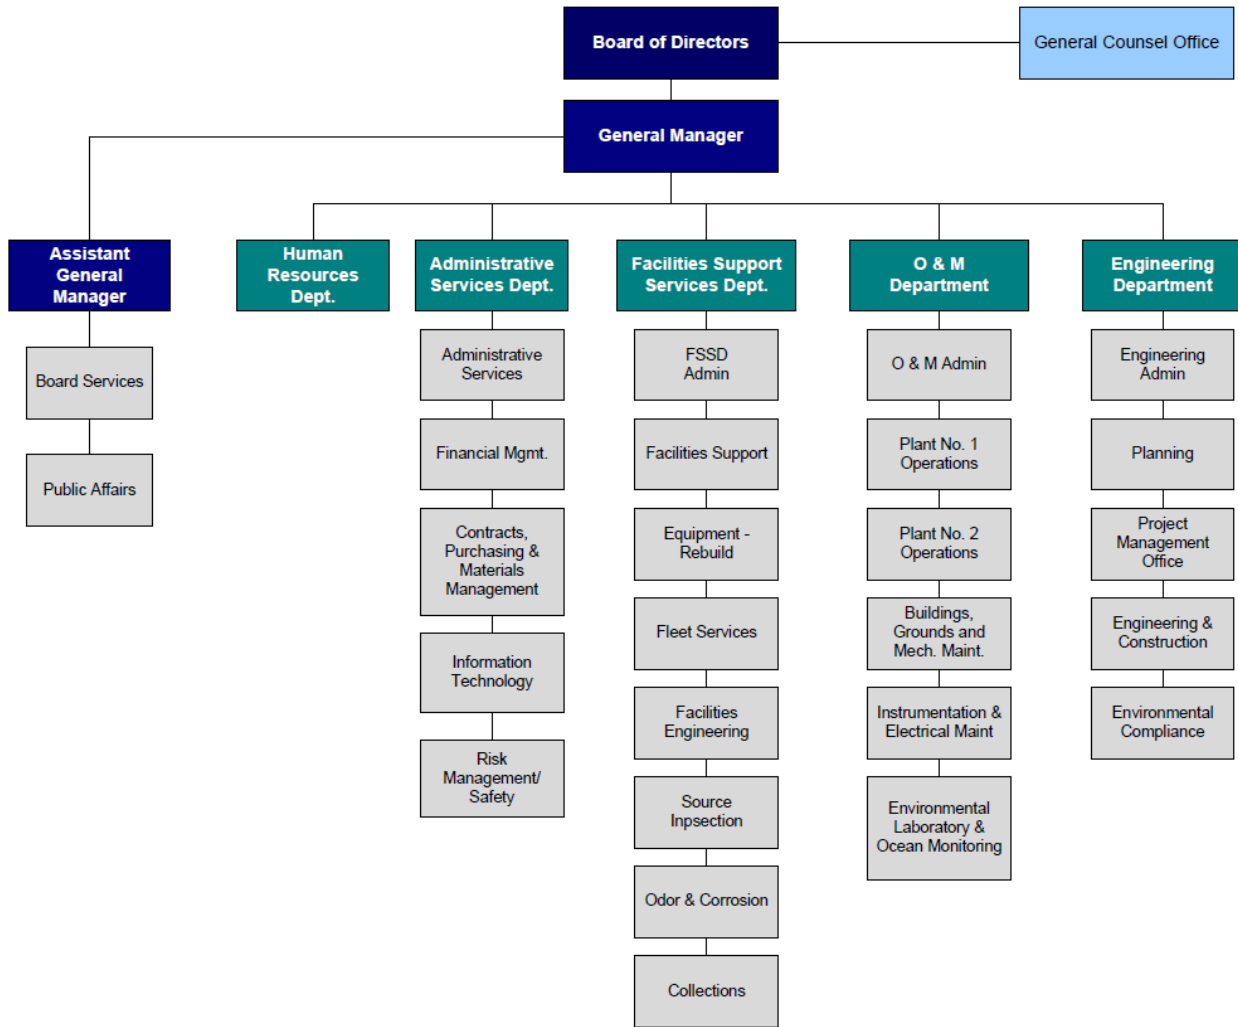 Board of Directors
General Counsel Office
General Manager
Assistant
General
Manager
Human
Resources
Dept.
Administrative
Services Dept.
Facilities Support
Services Dept.
O & M
Department
Engineering
Department
Board Services
Public Affairs
Administrative
Services
Financial Mgmt.
Contracts,
Purchasing &
Materials
Management
Information
Technology
Risk
Management/
Safety
FSSD
Admin
Facilities Support
Equipment -
Rebuild
Fleet Services
Facilities
Engineering
Source
Inpsection
Odor & Corrosion
Collections
O & M Admin
Plant No. 1
Operations
Plant No. 2
Operations
Buildings,
Grounds and
Mech. Maint.
Instrumentation &
Electrical Maint
Environmental
Laboratory &
Ocean Monitoring
Engineering
Admin
Planning
Project
Management
Office
Engineering &
Construction
Environmental
Compliance